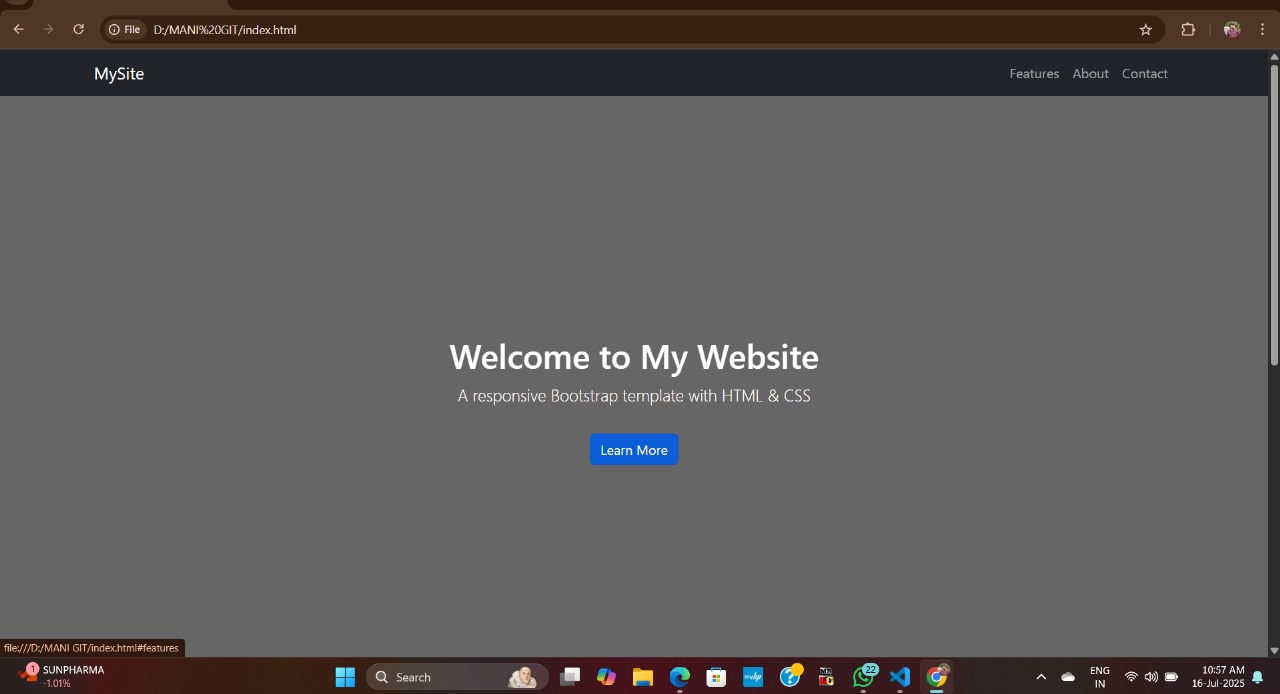 File D:/MANI%20GIT/index.html
MySite
Features About Contact
Welcome to My Website
A responsive Bootstrap template with HTML & CSS
Learn More
file:///D:/MANI GIT/index.html#features
1
SUNPHARMA
-1.01%
Search
myhp
22
ENG
IN
10:57 AM
16-Jul-2025